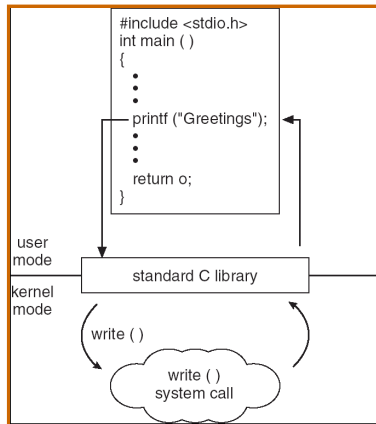 #include <stdio.h>
int main ( )
{
•
•
•
printf ("Greetings");
•
•
•
return o;
}
user
mode
standard C library
kernel
mode
write ( )
write ( )
system call